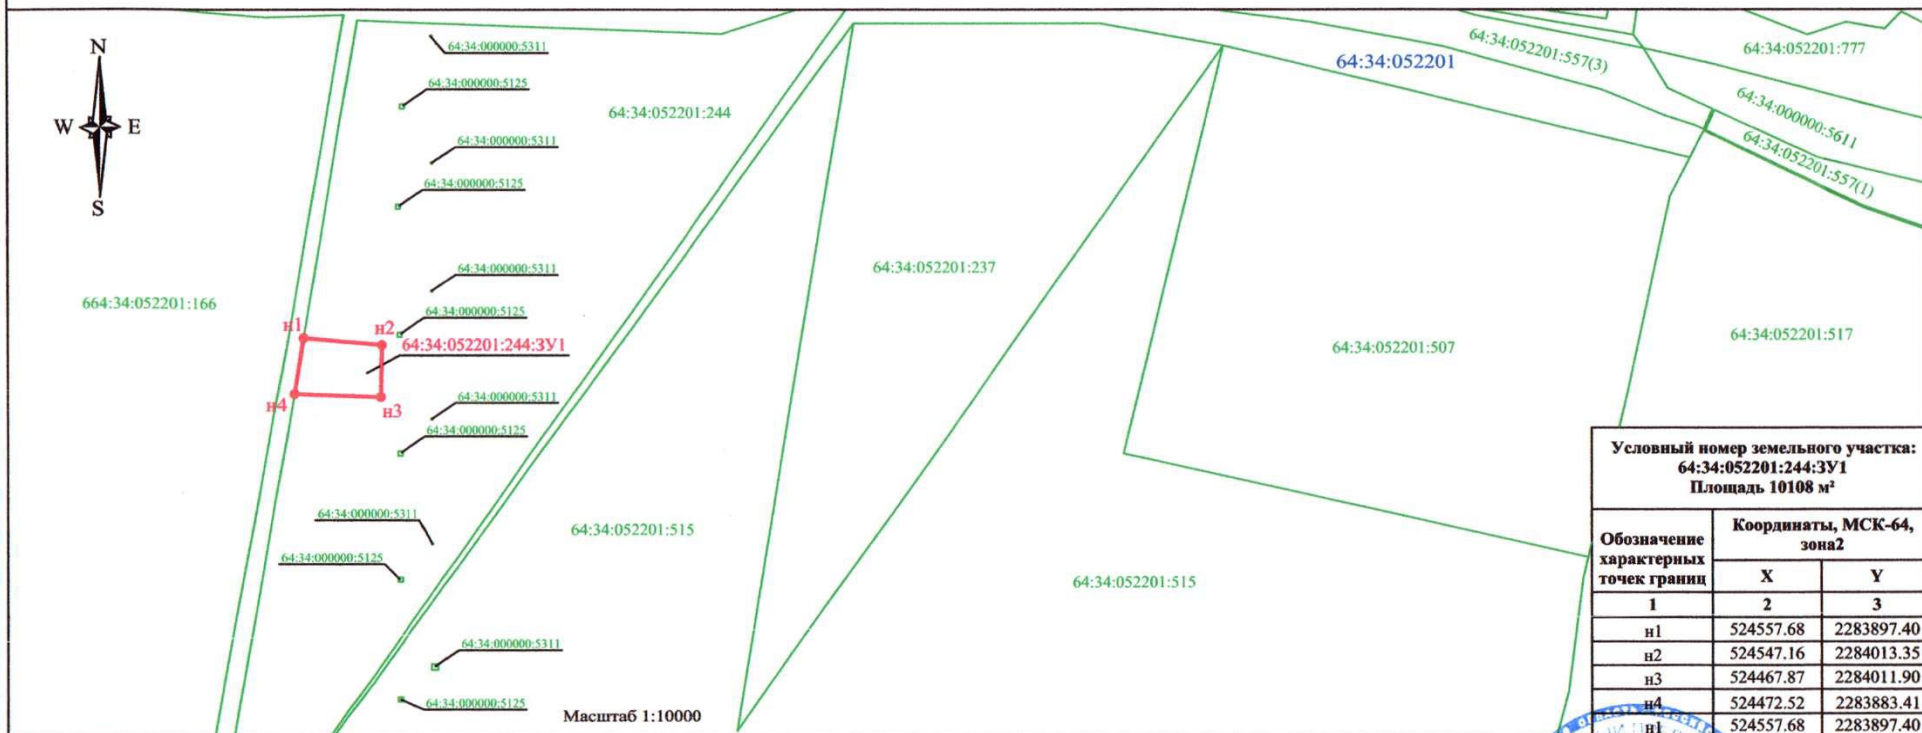 N
W E
S
64:34:000000:5311
64:34:000000:5125
64:34:052201:244
64:34:000000:5311
64:34:000000:5125
64:34:000000:5311
64:34:000000:5125
664:34:052201:166
н1
н2
64:34:052201:244:ЗУ1
н4
н3
64:34:000000:5311
64:34:000000:5125
64:34:000000:5311
64:34:000000:5125
64:34:052201:515
64:34:000000:5311
64:34:000000:5125
Масштаб 1:10000
64:34:052201:237
64:34:052201
64:34:052201:557(3)
64:34:052201:777
64:34:000000:5611
64:34:052201:557(1)
64:34:052201:507
64:34:052201:517
64:34:052201:515
Условный номер земельного участка:
64:34:052201:244:ЗУ1
Площадь 10108 м²
Обозначение
характерных
точек границ
Координаты, МСК-64,
зона2
X Y
1 2 3
н1 524557.68 2283897.40
н2 524547.16 2284013.35
н3 524467.87 2284011.90
н4 524472.52 2283883.41
н1 524557.68 2283897.40